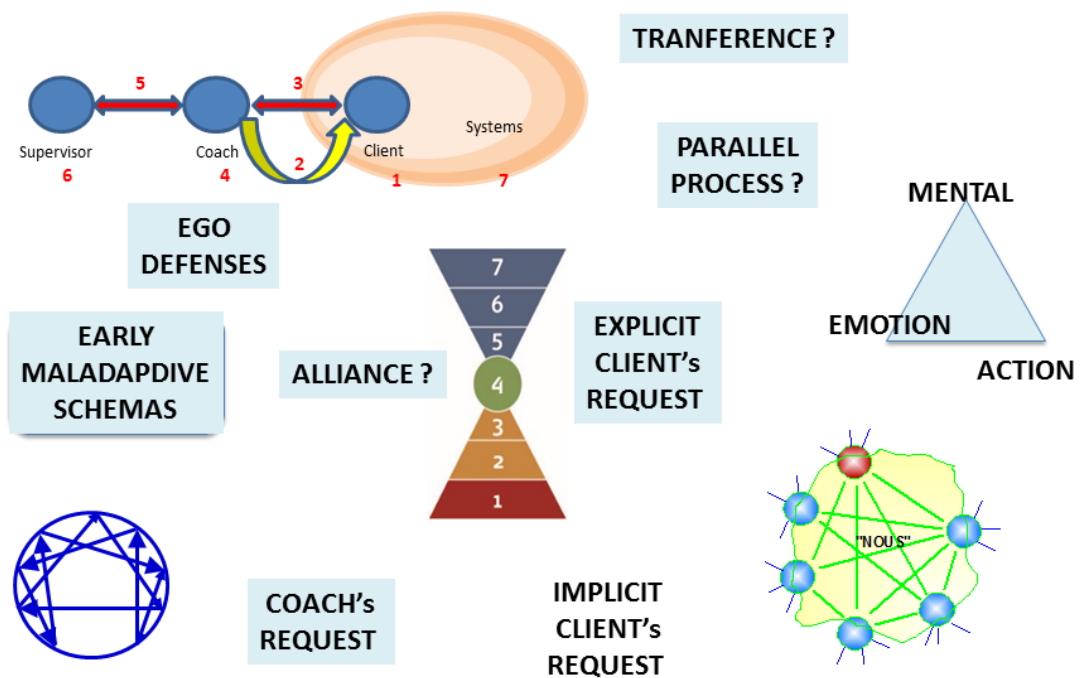 TRANFERENCE ?
5
3
Systems
Supervisor
Coach
Client
2
6
4
1
7
PARALLEL
PROCESS ?
MENTAL
EMOTION
ACTION
EGO
DEFENSES
7
6
5
4
3
2
1
EARLY
MALADAPDIVE
SCHEMAS
ALLIANCE ?
EXPLICIT
CLIENT's
REQUEST
"NOUS"
COACH's
REQUEST
IMPLICIT
CLIENT's
REQUEST